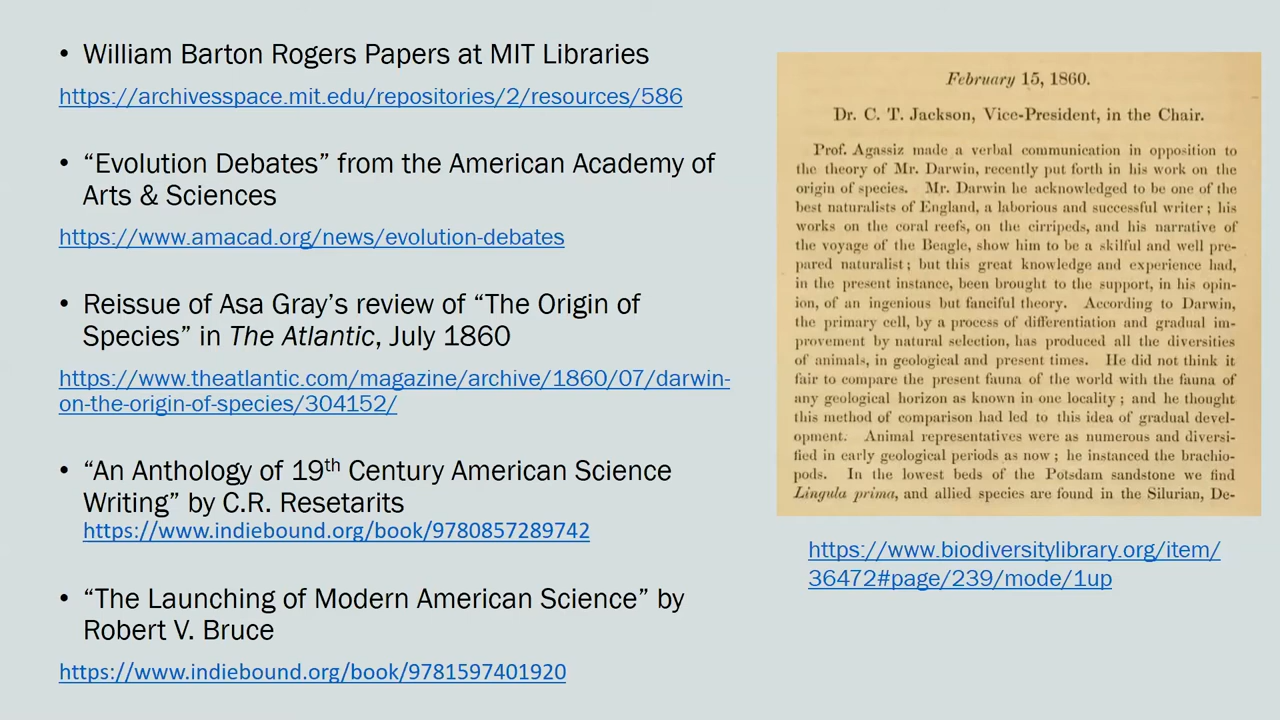 • William Barton Rogers Papers at MIT Libraries
https://archivesspace.mit.edu/repositories/2/resources/586
• “Evolution Debates” from the American Academy of
Arts & Sciences
https://www.amacad.org/news/evolution-debates
• Reissue of Asa Gray’s review of “The Origin of
Species” in The Atlantic, July 1860
https://www.theatlantic.com/magazine/archive/1860/07/darwin-
on-the-origin-of-species/304152/
• “An Anthology of 19th Century American Science
Writing” by C.R. Resetarits
https://www.indiebound.org/book/9780857289742
• “The Launching of Modern American Science” by
Robert V. Bruce
https://www.indiebound.org/book/9781597401920
February 15, 1860.
Dr. C. T. Jackson, Vice-President, in the Chair.
Prof. Agassiz made a verbal communication in opposition to
the theory of Mr. Darwin, recently put forth in his work on the
origin of species. Mr. Darwin he acknowledged to be one of the
best naturalists of England, a laborious and successful writer; his
works on the coral reefs, on the cirripeds, and his narrative of
the voyage of the Beagle, show him to be a skilful and well pre-
pared naturalist; but this great knowledge and experience had,
in the present instance, been brought to the support, in his opin-
ion, of an ingenious but fanciful theory. According to Darwin,
the primary cell, by a process of differentiation and gradual im-
provement by natural selection, has produced all the diversities
of animals, in geological and present times. He did not think it
fair to compare the present fauna of the world with the fauna of
any geological horizon as known in one locality; and he thought
this method of comparison had led to this idea of gradual devel-
opment. Animal representatives were as numerous and diversi-
fied in early geological periods as now; he instanced the brachio-
pods. In the lowest beds of the Potsdam sandstone we find
Lingula prima, and allied species are found in the Silurian, De-
https://www.biodiversitylibrary.org/item/
36472#page/239/mode/1up